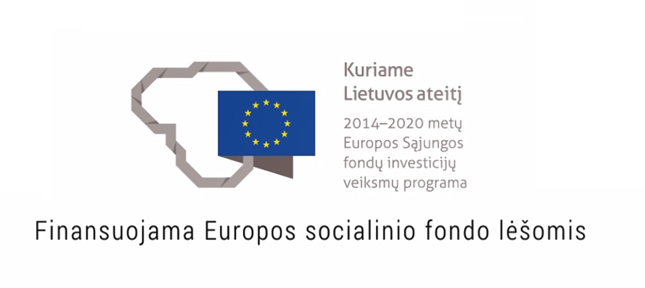 Kuriame
Lietuvos ateitį
2014–2020 metų
Europos Sąjungos
fondų investicijų
veiksmų programa
Finansuojama Europos socialinio fondo lėšomis